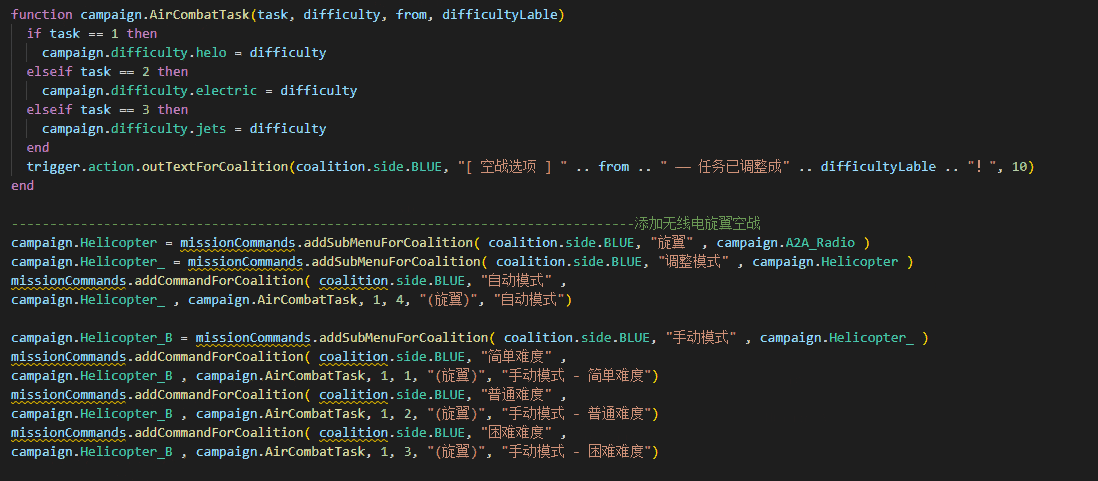 function campaign.AirCombatTask(task, difficulty, from, difficultyLable)
if task == 1 then
campaign.difficulty.helo = difficulty
elseif task == 2 then
campaign.difficulty.electric = difficulty
elseif task == 3 then
campaign.difficulty.jets = difficulty
end
trigger.action.outTextForCoalition(coalition.side.BLUE, "[ 空战选项 ] " .. from .. " —— 任务已调整成" .. difficultyLable .. "！", 10)
end
--------------------------------------------------------------------------------添加无线电旋翼空战
campaign.Helicopter = missionCommands.addSubMenuForCoalition( coalition.side.BLUE, "旋翼" , campaign.A2A_Radio )
campaign.Helicopter_ = missionCommands.addSubMenuForCoalition( coalition.side.BLUE, "调整模式" , campaign.Helicopter )
missionCommands.addCommandForCoalition( coalition.side.BLUE, "自动模式" ,
campaign.Helicopter_ , campaign.AirCombatTask, 1, 4, "(旋翼)", "自动模式")
campaign.Helicopter_B = missionCommands.addSubMenuForCoalition( coalition.side.BLUE, "手动模式" , campaign.Helicopter_ )
missionCommands.addCommandForCoalition( coalition.side.BLUE, "简单难度" ,
campaign.Helicopter_B , campaign.AirCombatTask, 1, 1, "(旋翼)", "手动模式 - 简单难度")
missionCommands.addCommandForCoalition( coalition.side.BLUE, "普通难度" ,
campaign.Helicopter_B , campaign.AirCombatTask, 1, 2, "(旋翼)", "手动模式 - 普通难度")
missionCommands.addCommandForCoalition( coalition.side.BLUE, "困难难度" ,
campaign.Helicopter_B , campaign.AirCombatTask, 1, 3, "(旋翼)", "手动模式 - 困难难度")